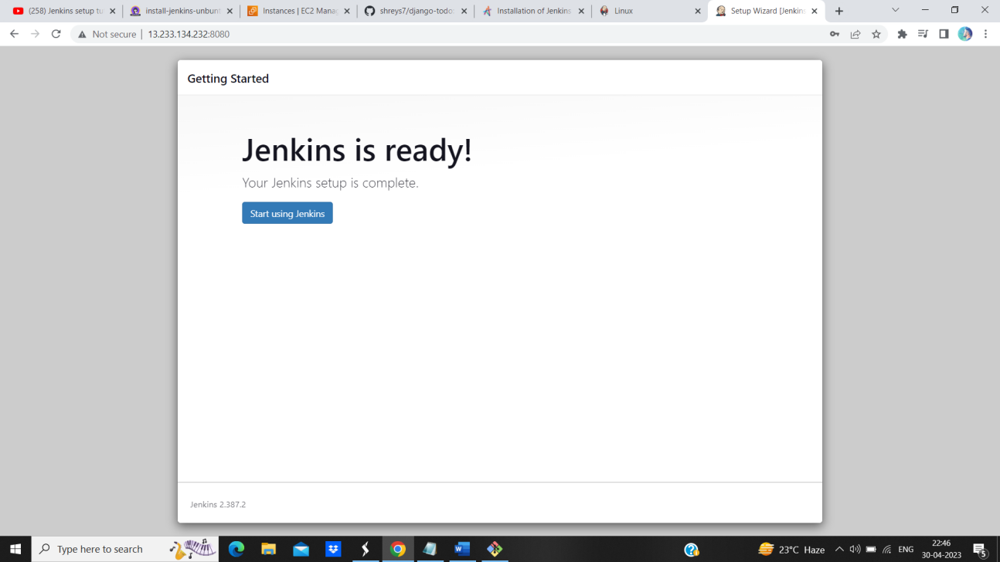 (258) Jenkins setup tu
install-jenkins-unbunt
Instances | EC2 Manag
shreys7/django-todo:
Installation of Jenkins
Linux
Setup Wizard [Jenkins
Not secure | 13.233.134.232:8080
Getting Started
Jenkins is ready!
Your Jenkins setup is complete.
Start using Jenkins
Jenkins 2.387.2
Type here to search
23°C Haze
ENG
22:46
30-04-2023
5